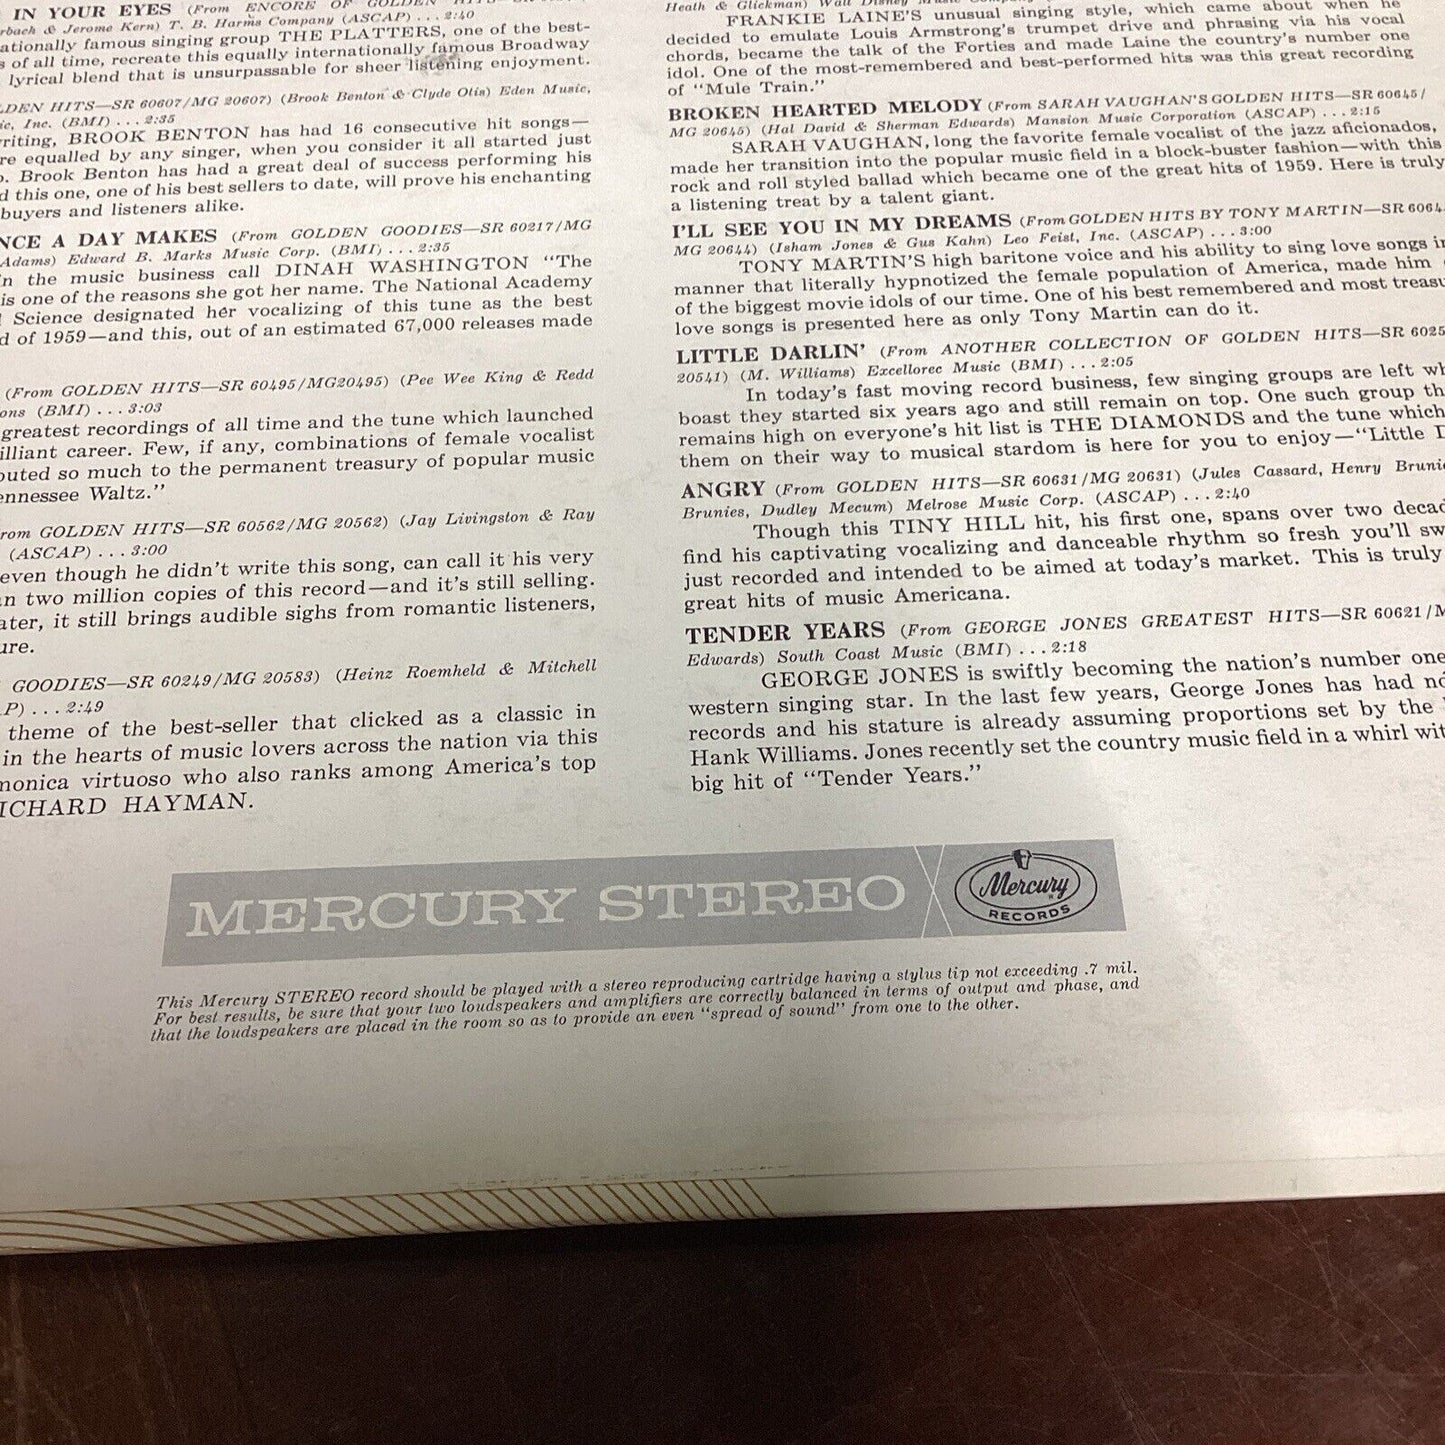 IN YOUR EYES (From ENCORE OF GOLDEN HITS—SR
rbach & Jerome Kern) T. B. Harms Company (ASCAP) . . . 2:40
ationally famous singing group THE PLATTERS, one of the best-
s of all time, recreate this equally internationally famous Broadway
lyrical blend that is unsurpassable for sheer listening enjoyment.
LDEN HITS—SR 60607/MG 20607) (Brook Benton & Clyde Otis) Eden Music,
ic, Inc. (BMI) . . . 2:35
riting, BROOK BENTON has had 16 consecutive hit songs—
re equalled by any singer, when you consider it all started just
o. Brook Benton has had a great deal of success performing his
d this one, one of his best sellers to date, will prove his enchanting
buyers and listeners alike.
NCE A DAY MAKES (From GOLDEN GOODIES—SR 60217/MG
Adams) Edward B. Marks Music Corp. (BMI) . . . 2:35
in the music business call DINAH WASHINGTON "The
is one of the reasons she got her name. The National Academy
Science designated her vocalizing of this tune as the best
d of 1959—and this, out of an estimated 67,000 releases made
(From GOLDEN HITS—SR 60495/MG20495) (Pee Wee King & Redd
ons (BMI) . . . 3:03
greatest recordings of all time and the tune which launched
illiant career. Few, if any, combinations of female vocalist
buted so much to the permanent treasury of popular music
ennessee Waltz."
rom GOLDEN HITS—SR 60562/MG 20562) (Jay Livingston & Ray
(ASCAP) . . . 3:00
even though he didn't write this song, can call it his very
an two million copies of this record—and it's still selling.
ater, it still brings audible sighs from romantic listeners,
ure.
GOODIES—SR 60249/MG 20583) (Heinz Roemheld & Mitchell
P) . . . 2:49
theme of the best-seller that clicked as a classic in
in the hearts of music lovers across the nation via this
monica virtuoso who also ranks among America's top
ICHARD HAYMAN.
Heath & Glickman) Walt Disney Music Company
FRANKIE LAINE'S unusual singing style, which came about when he
decided to emulate Louis Armstrong's trumpet drive and phrasing via his vocal
chords, became the talk of the Forties and made Laine the country's number one
idol. One of the most-remembered and best-performed hits was this great recording
of "Mule Train."
BROKEN HEARTED MELODY (From SARAH VAUGHAN'S GOLDEN HITS—SR 60645/
MG 20645) (Hal David & Sherman Edwards) Mansion Music Corporation (ASCAP) . . . 2:15
SARAH VAUGHAN, long the favorite female vocalist of the jazz aficionados,
made her transition into the popular music field in a block-buster fashion—with this
rock and roll styled ballad which became one of the great hits of 1959. Here is truly
a listening treat by a talent giant.
I'LL SEE YOU IN MY DREAMS (From GOLDEN HITS BY TONY MARTIN—SR 6064
MG 20644) (Isham Jones & Gus Kahn) Leo Feist, Inc. (ASCAP) . . . 3:00
TONY MARTIN'S high baritone voice and his ability to sing love songs in
manner that literally hypnotized the female population of America, made him
of the biggest movie idols of our time. One of his best remembered and most treasu
love songs is presented here as only Tony Martin can do it.
LITTLE DARLIN' (From ANOTHER COLLECTION OF GOLDEN HITS—SR 6025
20541) (M. Williams) Excellorec Music (BMI) . . . 2:05
In today's fast moving record business, few singing groups are left wh
boast they started six years ago and still remain on top. One such group th
remains high on everyone's hit list is THE DIAMONDS and the tune which
them on their way to musical stardom is here for you to enjoy—"Little D
ANGRY (From GOLDEN HITS—SR 60631/MG 20631) (Jules Cassard, Henry Brunie
Brunies, Dudley Mecum) Melrose Music Corp. (ASCAP) . . . 2:40
Though this TINY HILL hit, his first one, spans over two decad
find his captivating vocalizing and danceable rhythm so fresh you'll sw
just recorded and intended to be aimed at today's market. This is truly
great hits of music Americana.
TENDER YEARS (From GEORGE JONES GREATEST HITS—SR 60621/M
Edwards) South Coast Music (BMI) . . . 2:18
GEORGE JONES is swiftly becoming the nation's number one
western singing star. In the last few years, George Jones has had no
records and his stature is already assuming proportions set by the
Hank Williams. Jones recently set the country music field in a whirl wit
big hit of "Tender Years."
MERCURY STEREO
Mercury
RECORDS
This Mercury STEREO record should be played with a stereo reproducing cartridge having a stylus tip not exceeding .7 mil.
For best results, be sure that your two loudspeakers and amplifiers are correctly balanced in terms of output and phase, and
that the loudspeakers are placed in the room so as to provide an even "spread of sound" from one to the other.